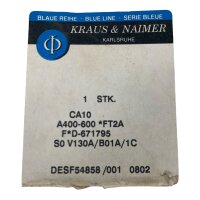 BLAUE REIHE - BLUE LINE - SERIE BLEUE
KRAUS & NAIMER
KARLSRUHE
1 STK.
CA10
A400-600 *FT2A
F*D-671795
S0 V130A/B01A/1C
DESF54858 /001 0802